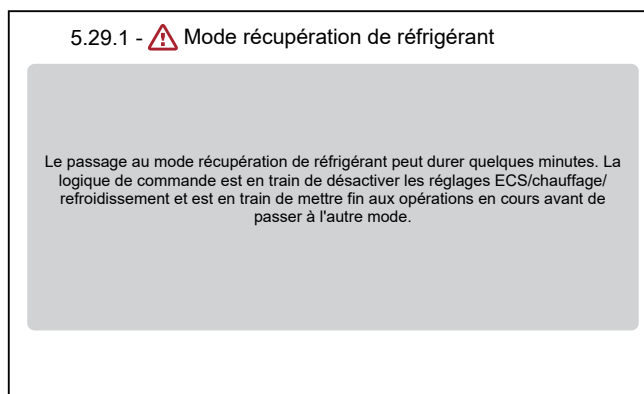 5.29.1 - Mode récupération de réfrigérant
Le passage au mode récupération de réfrigérant peut durer quelques minutes. La
logique de commande est en train de désactiver les réglages ECS/chauffage/
refroidissement et est en train de mettre fin aux opérations en cours avant de
passer à l'autre mode.